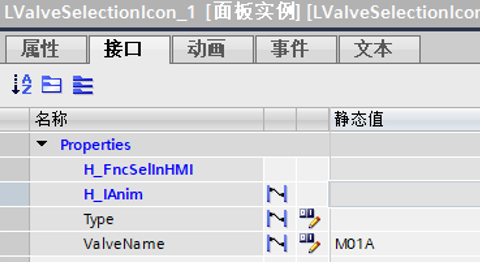 LValveSelectionIcon_1 [面板实例] [LValveSelectionIcon
属性 接口 动画 事件 文本
名称 静态值
Properties
H_FncSelInHMI
H_IAnim
Type
ValveName M01A